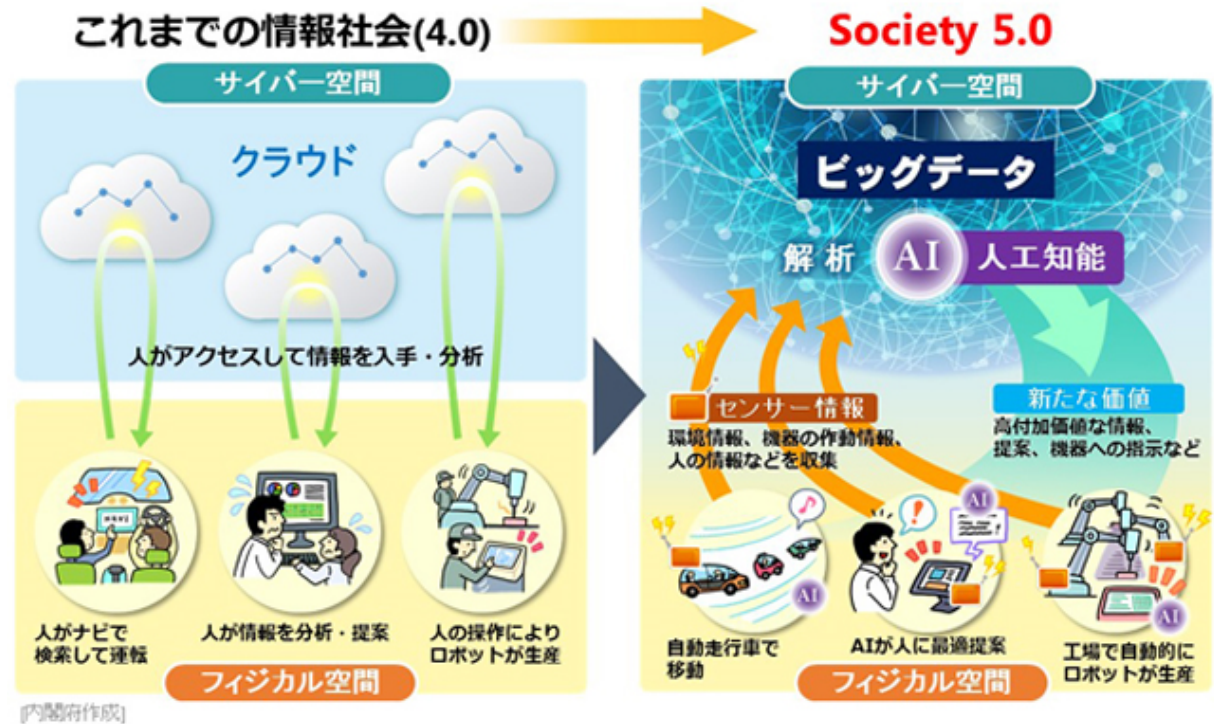 これまでの情報社会(4.0)
Society 5.0
サイバー空間
クラウド
人がアクセスして情報を入手・分析
人がナビで
検索して運転
人が情報を分析・提案
人の操作により
ロボットが生産
フィジカル空間
サイバー空間
ビッグデータ
解析
AI
人工知能
センサー情報
環境情報、機器の作動情報、
人の情報などを収集
新たな価値
高付加価値な情報、
提案、機器への指示など
AI
AI
AI
自動走行車で
移動
AIが人に最適提案
工場で自動的に
ロボットが生産
フィジカル空間
[内閣府作成]